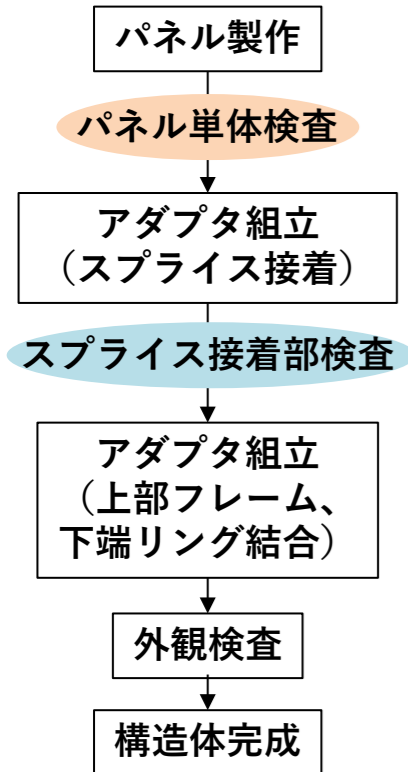 パネル製作
パネル単体検査
アダプタ組立
（スプライス接着）
スプライス接着部検査
アダプタ組立
（上部フレーム、
下端リング結合）
外観検査
構造体完成